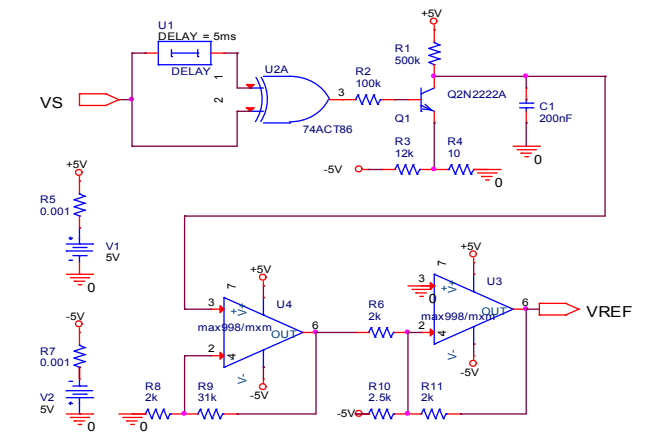 U1
DELAY = 5ms
DELAY
+5V
R1
500k
VS
1
2
U2A
3
74ACT86
R2
100k
Q2N2222A
Q1
C1
200nF
0
-5V
R3
12k
R4
10
0
+5V
R5
0.001
V1
5V
0
-5V
R7
0.001
V2
5V
0
+5V
7
U4
3
+
V+
max998/mxm
OUT
6
2
-
4
V-
-5V
R8
2k
R9
31k
0
R6
2k
+5V
7
U3
3
0
+
V+
max998/mxm
OUT
6
VREF
2
-
4
V-
-5V
-5V
R10
2.5k
R11
2k